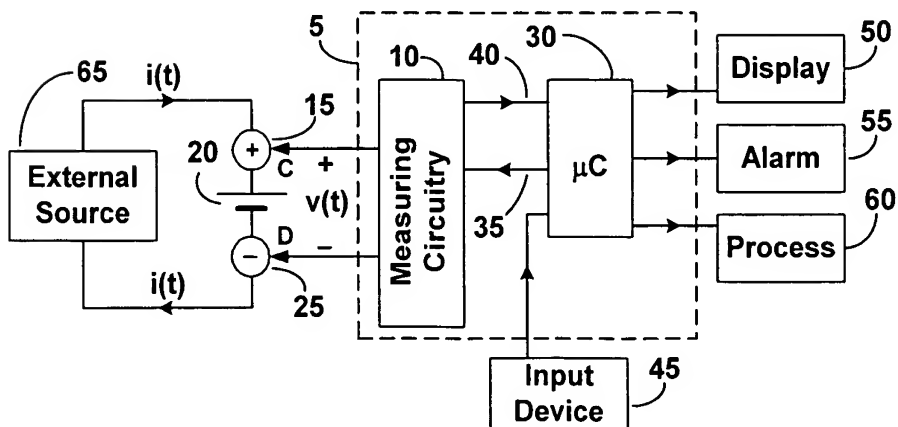 5
10
40
30
50
Display
65
i(t)
15
+
20
C
+
External
Source
v(t)
Measuring
Circuitry
35
μC
55
Alarm
60
Process
D
−
−
25
i(t)
Input
Device
45